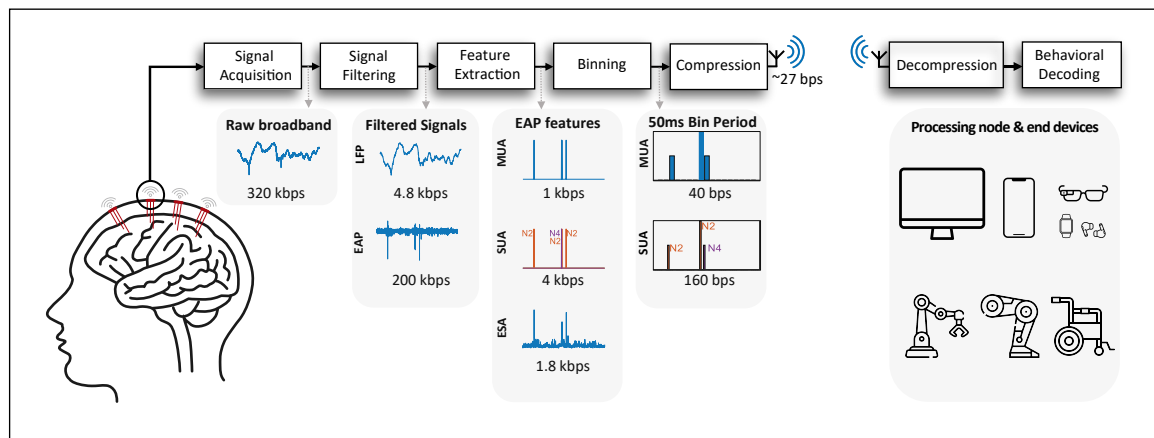 Signal
Acquisition
Signal
Filtering
Feature
Extraction
Binning
Compression
~27 bps
Decompression
Behavioral
Decoding
Raw broadband
320 kbps
Filtered Signals
LFP
4.8 kbps
EAP
200 kbps
EAP features
MUA
1 kbps
SUA
N2 N4 N2
N2
4 kbps
ESA
1.8 kbps
50ms Bin Period
MUA
40 bps
SUA
N2
N2 N4
160 bps
Processing node & end devices